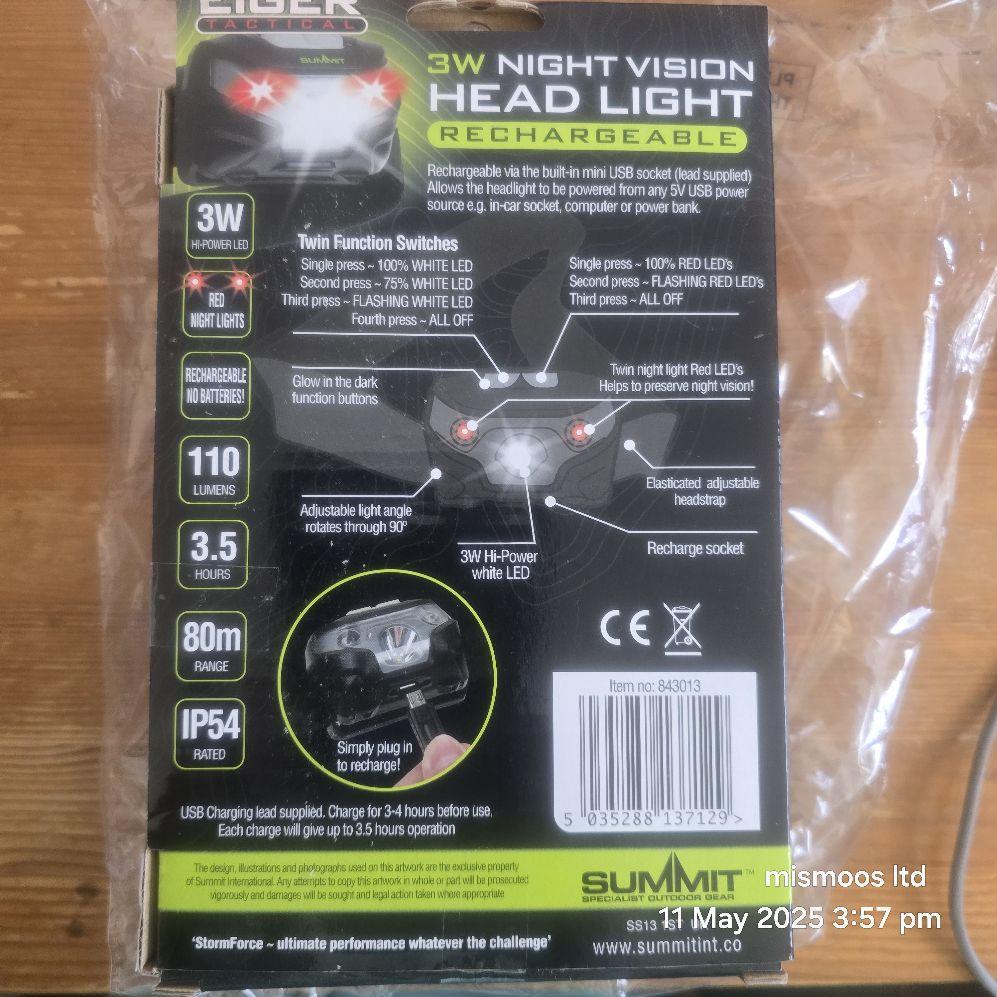 EIGER
TACTICAL
SUMMIT
3W NIGHT VISION
HEAD LIGHT
RECHARGEABLE
Rechargeable via the built-in mini USB socket (lead supplied)
Allows the headlight to be powered from any 5V USB power
source e.g. in-car socket, computer or power bank.
3W
HI-POWER LED
RED
NIGHT LIGHTS
RECHARGEABLE
NO BATTERIES!
110
LUMENS
3.5
HOURS
80m
RANGE
IP54
RATED
Twin Function Switches
Single press ~ 100% WHITE LED
Second press ~ 75% WHITE LED
Third press ~ FLASHING WHITE LED
Fourth press ~ ALL OFF
Single press ~ 100% RED LED's
Second press ~ FLASHING RED LED's
Third press ~ ALL OFF
Glow in the dark
function buttons
Twin night light Red LED's
Helps to preserve night vision!
Elasticated adjustable
headstrap
Adjustable light angle
rotates through 90º
3W Hi-Power
white LED
Recharge socket
Simply plug in
to recharge!
CE
Item no: 843013
5 035288 137129 >
USB Charging lead supplied. Charge for 3-4 hours before use.
Each charge will give up to 3.5 hours operation
The design, illustrations and photographs used on this artwork are the exclusive property
of Summit International. Any attempts to copy this artwork in whole or part will be prosecuted
vigorously and damages will be sought and legal action taken where appropriate
SUMMIT™
SPECIALIST OUTDOOR GEAR
SS13 1ST
www.summitint.co
'StormForce ~ ultimate performance whatever the challenge'
mismoos ltd
11 May 2025 3:57 pm